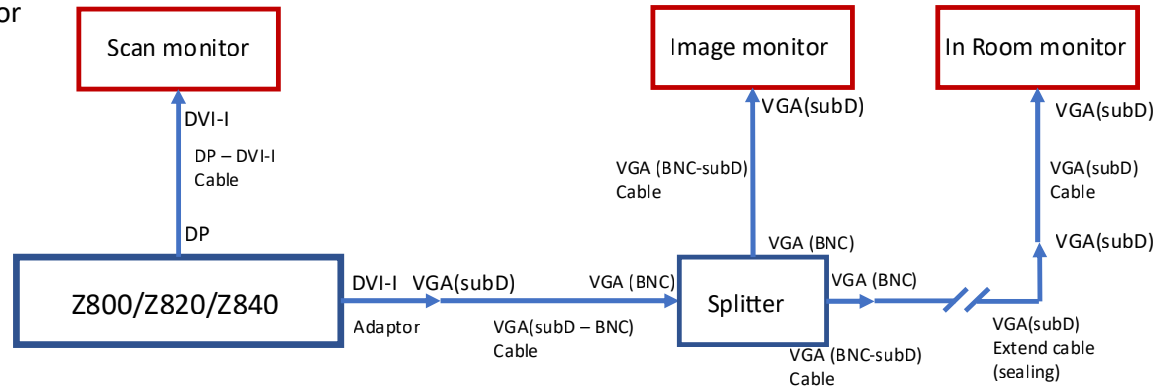 or
Scan monitor
Image monitor
In Room monitor
DVI-I
VGA(subD)
VGA(subD)
DP – DVI-I
Cable
VGA (BNC-subD)
Cable
VGA(subD)
Cable
DP
VGA (BNC)
VGA(subD)
Z800/Z820/Z840
DVI-I
VGA(subD)
VGA (BNC)
Splitter
VGA (BNC)
Adaptor
VGA(subD – BNC)
Cable
VGA(subD)
Extend cable
(sealing)
VGA (BNC-subD)
Cable